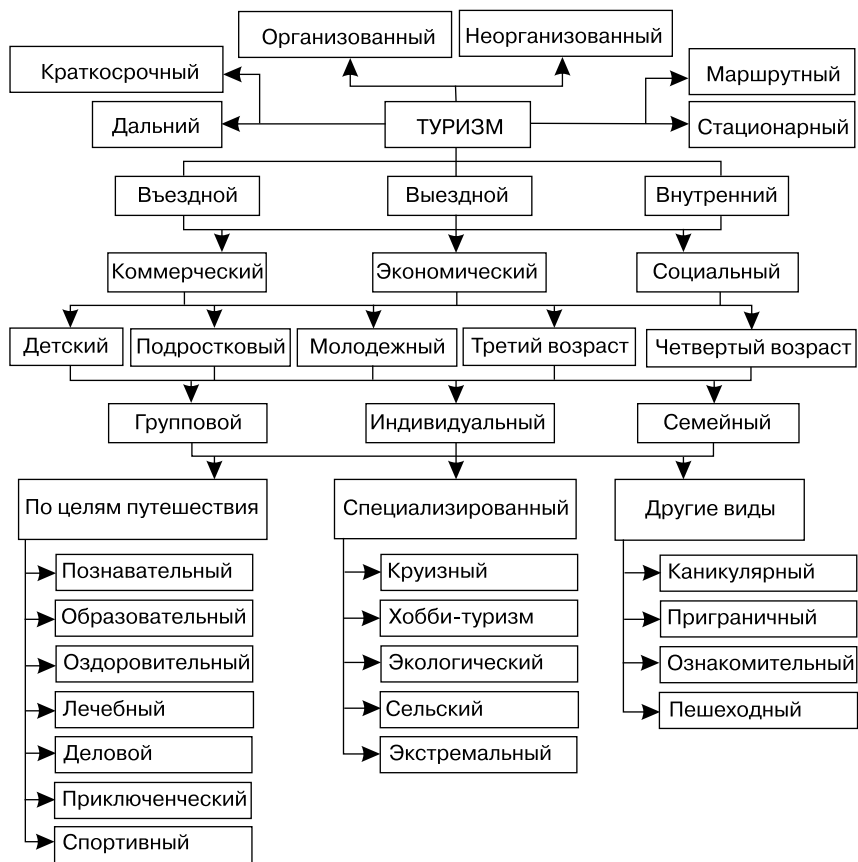 Организованный
Неорганизованный
Краткосрочный
Маршрутный
Дальний
ТУРИЗМ
Стационарный
Въездной
Выездной
Внутренний
Коммерческий
Экономический
Социальный
Детский
Подростковый
Молодежный
Третий возраст
Четвертый возраст
Групповой
Индивидуальный
Семейный
По целям путешествия
Специализированный
Другие виды
Познавательный
Образовательный
Оздоровительный
Лечебный
Деловой
Приключенческий
Спортивный
Круизный
Хобби-туризм
Экологический
Сельский
Экстремальный
Каникулярный
Приграничный
Ознакомительный
Пешеходный